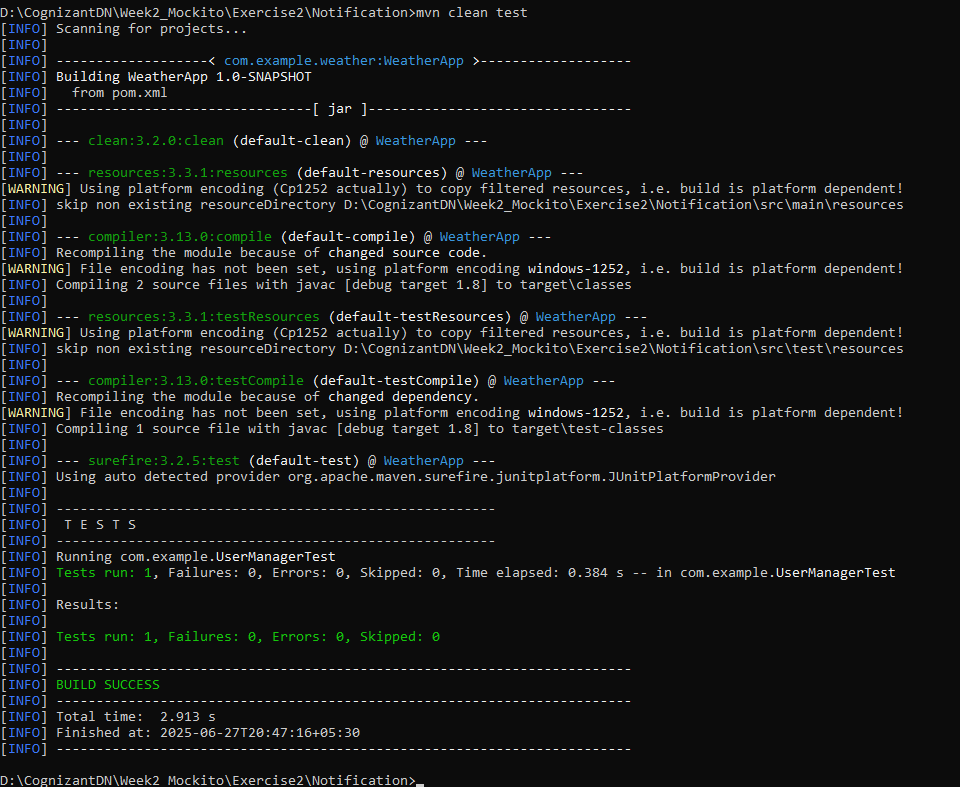 D:\CognizantDN\Week2_Mockito\Exercise2\Notification>mvn clean test
[INFO] Scanning for projects...
[INFO]
[INFO] -------------------< com.example.weather:WeatherApp >-------------------
[INFO] Building WeatherApp 1.0-SNAPSHOT
[INFO]   from pom.xml
[INFO] --------------------------------[ jar ]---------------------------------
[INFO]
[INFO] --- clean:3.2.0:clean (default-clean) @ WeatherApp ---
[INFO]
[INFO] --- resources:3.3.1:resources (default-resources) @ WeatherApp ---
[WARNING] Using platform encoding (Cp1252 actually) to copy filtered resources, i.e. build is platform dependent!
[INFO] skip non existing resourceDirectory D:\CognizantDN\Week2_Mockito\Exercise2\Notification\src\main\resources
[INFO]
[INFO] --- compiler:3.13.0:compile (default-compile) @ WeatherApp ---
[INFO] Recompiling the module because of changed source code.
[WARNING] File encoding has not been set, using platform encoding windows-1252, i.e. build is platform dependent!
[INFO] Compiling 2 source files with javac [debug target 1.8] to target\classes
[INFO]
[INFO] --- resources:3.3.1:testResources (default-testResources) @ WeatherApp ---
[WARNING] Using platform encoding (Cp1252 actually) to copy filtered resources, i.e. build is platform dependent!
[INFO] skip non existing resourceDirectory D:\CognizantDN\Week2_Mockito\Exercise2\Notification\src\test\resources
[INFO]
[INFO] --- compiler:3.13.0:testCompile (default-testCompile) @ WeatherApp ---
[INFO] Recompiling the module because of changed dependency.
[WARNING] File encoding has not been set, using platform encoding windows-1252, i.e. build is platform dependent!
[INFO] Compiling 1 source file with javac [debug target 1.8] to target\test-classes
[INFO]
[INFO] --- surefire:3.2.5:test (default-test) @ WeatherApp ---
[INFO] Using auto detected provider org.apache.maven.surefire.junitplatform.JUnitPlatformProvider
[INFO]
[INFO] -------------------------------------------------------
[INFO]  T E S T S
[INFO] -------------------------------------------------------
[INFO] Running com.example.UserManagerTest
[INFO] Tests run: 1, Failures: 0, Errors: 0, Skipped: 0, Time elapsed: 0.384 s -- in com.example.UserManagerTest
[INFO]
[INFO] Results:
[INFO]
[INFO] Tests run: 1, Failures: 0, Errors: 0, Skipped: 0
[INFO]
[INFO] ------------------------------------------------------------------------
[INFO] BUILD SUCCESS
[INFO] ------------------------------------------------------------------------
[INFO] Total time:  2.913 s
[INFO] Finished at: 2025-06-27T20:47:16+05:30
[INFO] ------------------------------------------------------------------------
D:\CognizantDN\Week2_Mockito\Exercise2\Notification>